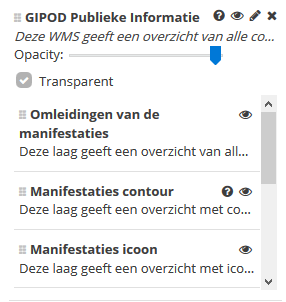 GIPOD Publieke Informatie
Deze WMS geeft een overzicht van alle co...
Opacity:
Transparent
Omleidingen van de
manifestaties
Deze laag geeft een overzicht van all...
Manifestaties contour
Deze laag geeft een overzicht met co...
Manifestaties icoon
Deze laag geeft een overzicht met ico...